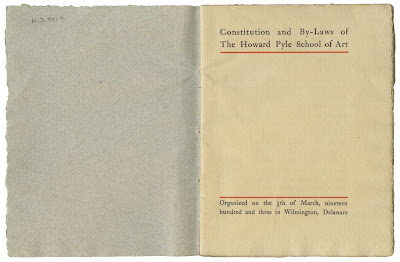 Constitution and By-Laws of
The Howard Pyle School of Art
Organized on the 5th of March, nineteen
hundred and three in Wilmington, Delaware